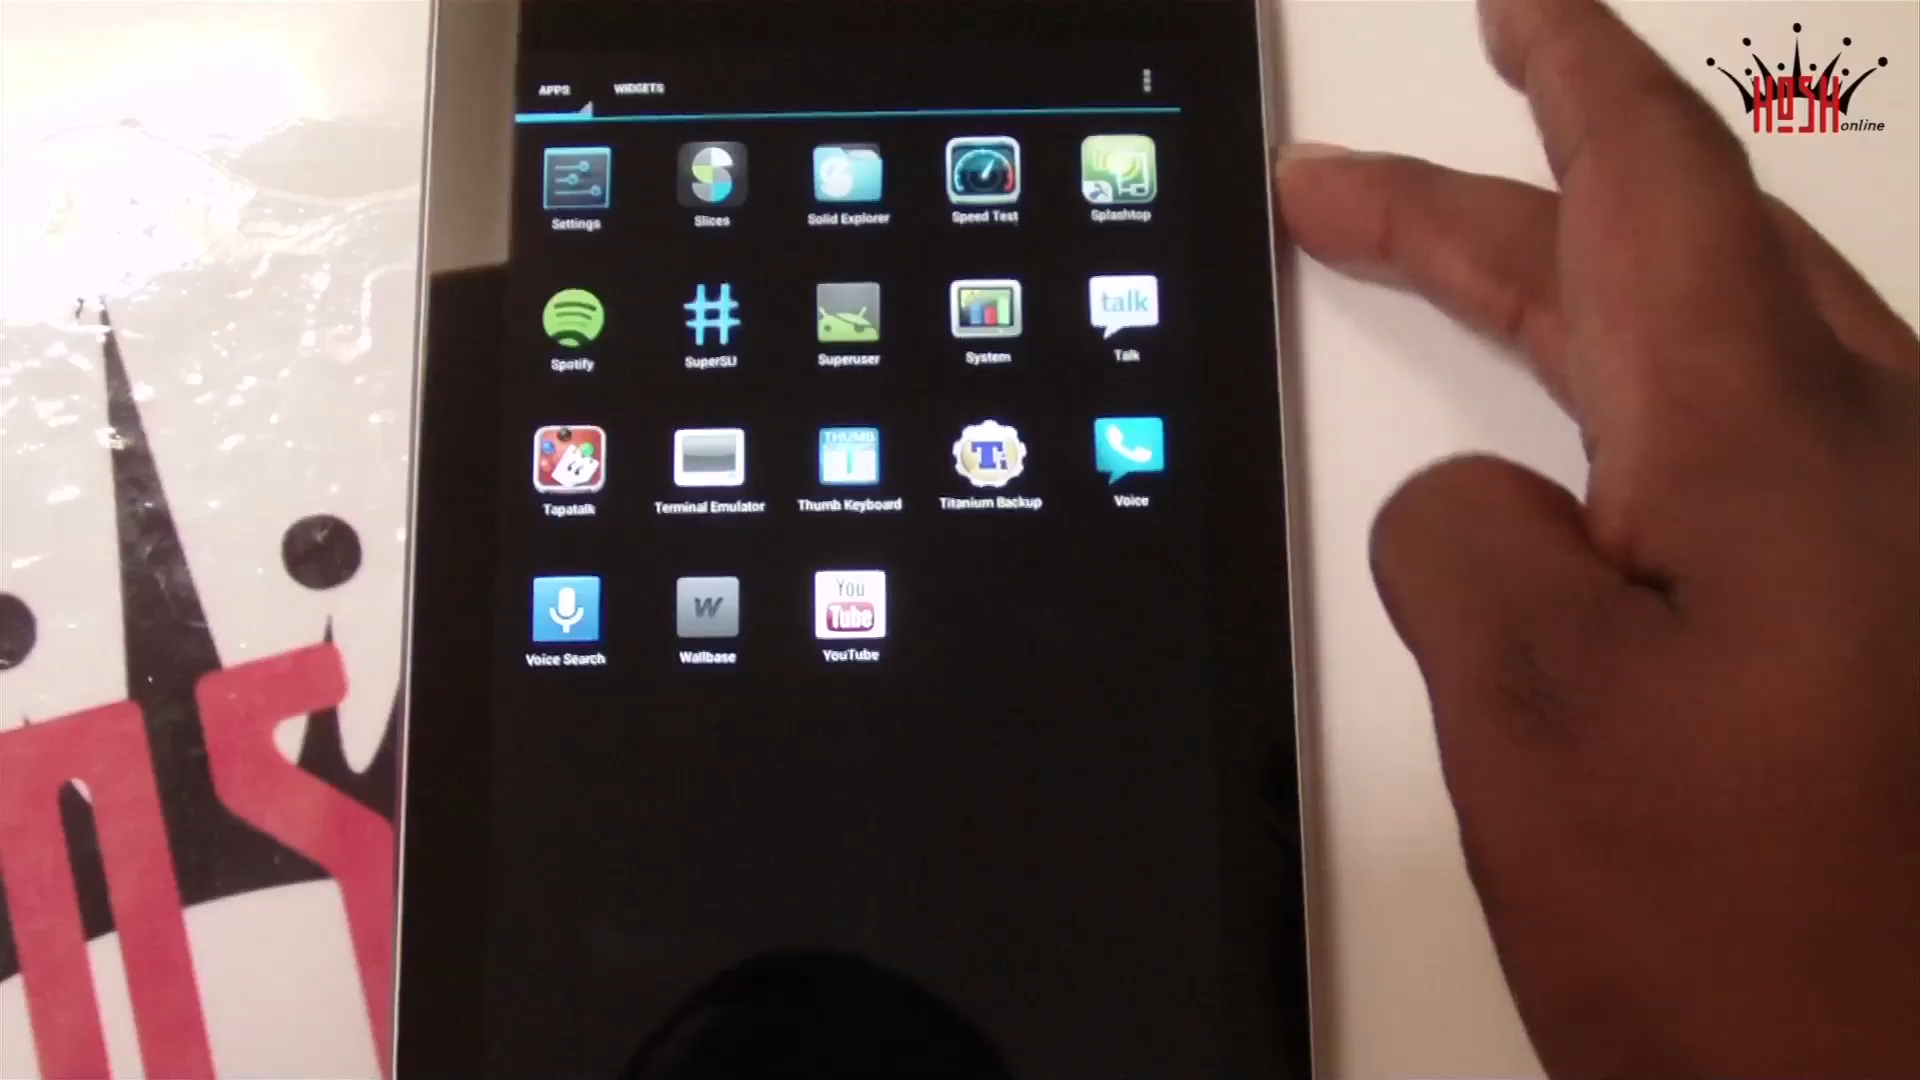 HOSH
online
APPS WIDGETS
Settings Slices Solid Explorer Speed Test Splashtop
talk
Spotify SuperSU Superuser System Talk
THUMB
Ti
Tapatalk Terminal Emulator Thumb Keyboard Titanium Backup Voice
W
You
Tube
Voice Search Wallbase YouTube